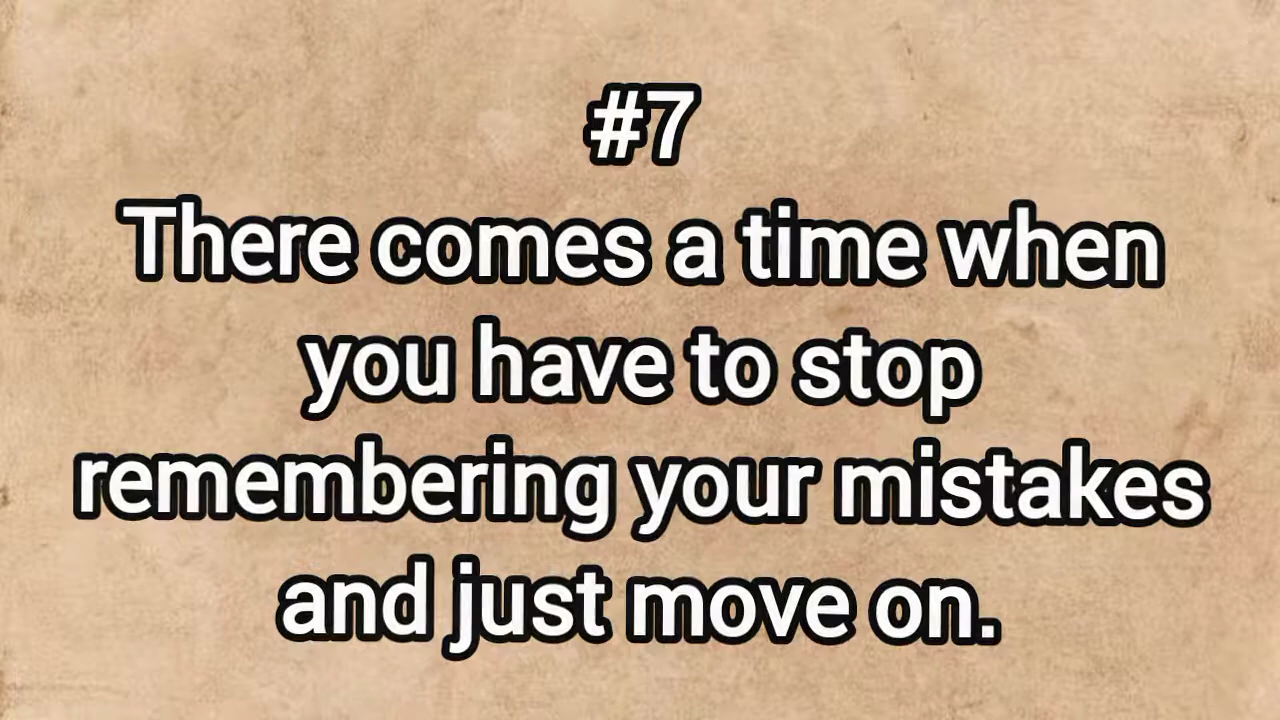 #7
There comes a time when
you have to stop
remembering your mistakes
and just move on.